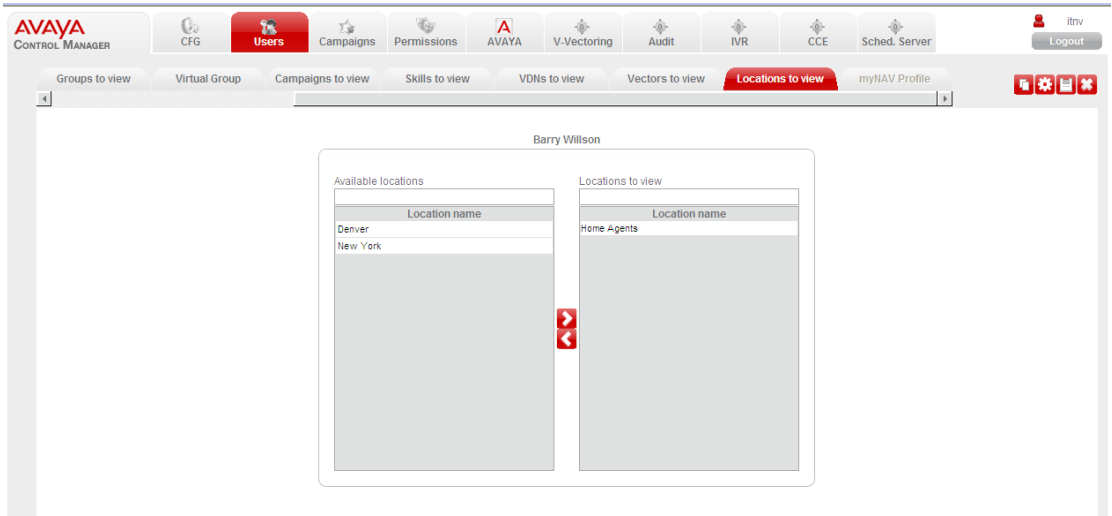 AVAYA
CONTROL MANAGER
CFG
Users
Campaigns
Permissions
A
AVAYA
V-Vectoring
Audit
IVR
CCE
Sched. Server
itnv
Logout
Groups to view
Virtual Group
Campaigns to view
Skills to view
VDNs to view
Vectors to view
Locations to view
myNAV Profile
Barry Willson
Available locations
Locations to view
Location name
Location name
Denver
Home Agents
New York